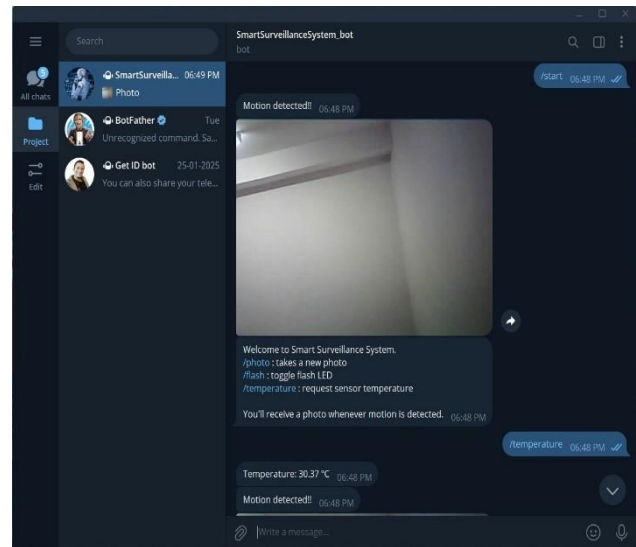 Search
All chats
5
Project
Edit
SmartSurveilla... 06:49 PM
Photo
BotFather Tue
Unrecognized command. Sa...
Get ID bot 25-01-2025
You can also share your tele...
SmartSurveillanceSystem_bot
bot
/start 06:48 PM
Motion detected!! 06:48 PM
Welcome to Smart Surveillance System.
/photo : takes a new photo
/flash : toggle flash LED
/temperature : request sensor temperature
You'll receive a photo whenever motion is detected. 06:48 PM
/temperature 06:48 PM
Temperature: 30.37 °C 06:48 PM
Motion detected!! 06:48 PM
Write a message...